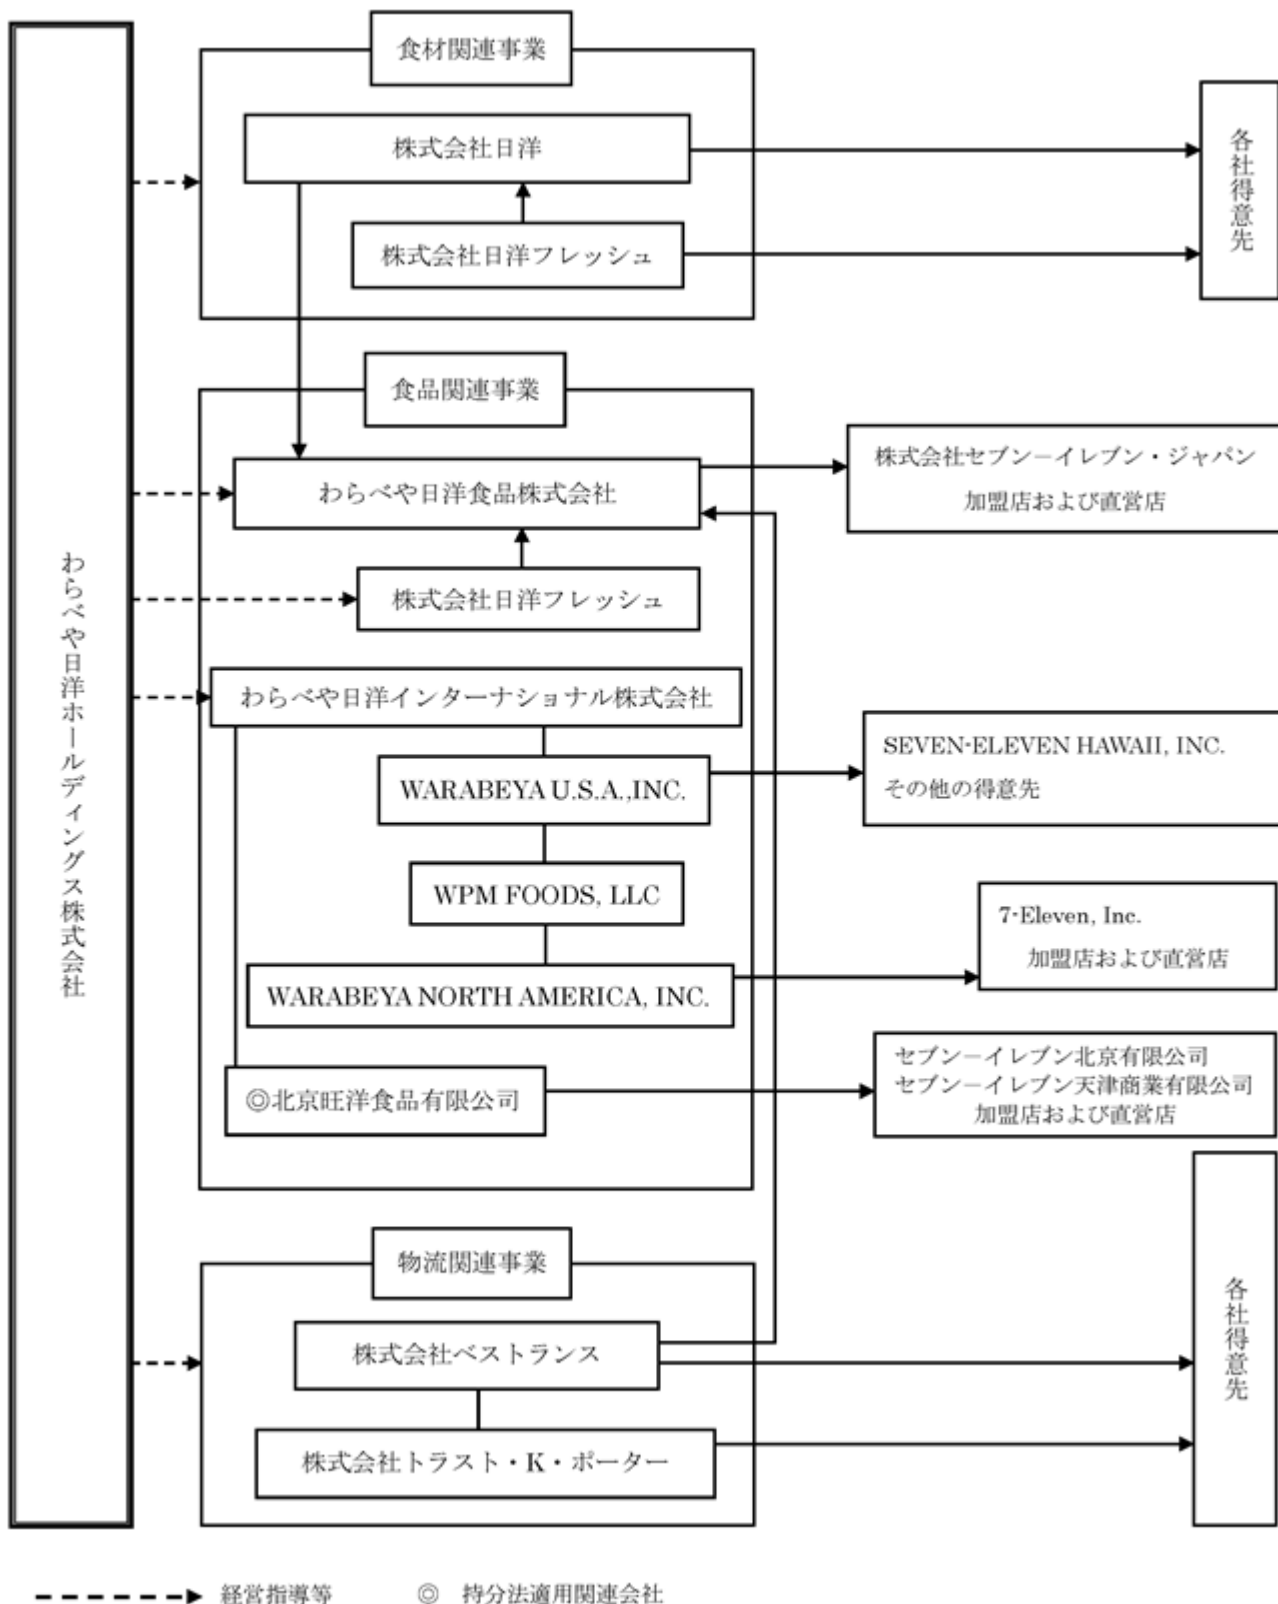 わらべや日洋ホールディングス株式会社
食材関連事業
株式会社日洋
株式会社日洋フレッシュ
各社得意先
食品関連事業
わらべや日洋食品株式会社
株式会社セブン－イレブン・ジャパン
加盟店および直営店
株式会社日洋フレッシュ
わらべや日洋インターナショナル株式会社
WARABEYA U.S.A.,INC.
SEVEN-ELEVEN HAWAII, INC.
その他の得意先
WPM FOODS, LLC
7-Eleven, Inc.
加盟店および直営店
WARABEYA NORTH AMERICA, INC.
◎北京旺洋食品有限公司
セブン－イレブン北京有限公司
セブン－イレブン天津商業有限公司
加盟店および直営店
物流関連事業
株式会社ベストランス
株式会社トラスト・K・ポーター
各社得意先
経営指導等
◎ 持分法適用関連会社